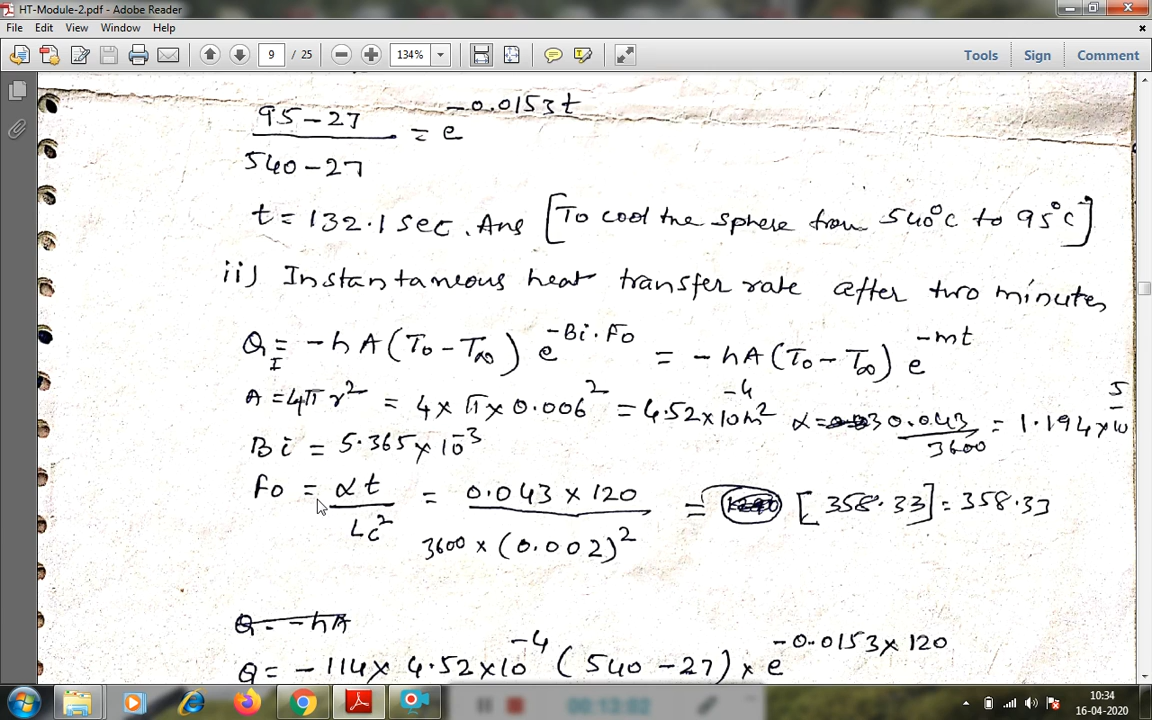 HT-Module-2.pdf - Adobe Reader
File Edit View Window Help
9 / 25 134% Tools Sign Comment
95-27 / 540-27 = e^-0.0153t
t = 132.1 sec. Ans [To cool the sphere from 540°C to 95°C]
ii) Instantaneous heat transfer rate after two minutes
Q_I = -hA(T0-T∞) e^-Bi.Fo = -hA(T0-T∞) e^-mt
A = 4πr² = 4×π×0.006² = 4.52×10^-4 m² α = 0.043/3600 = 1.194×10^-5
Bi = 5.365×10^-3
Fo = αt / Lc² = 0.043×120 / 3600×(0.002)² = [358.33] = 358.33
Q = -hA
Q = -114× 4.52×10^-4 (540-27)× e^-0.0153×120
00:13:02
10:34
16-04-2020